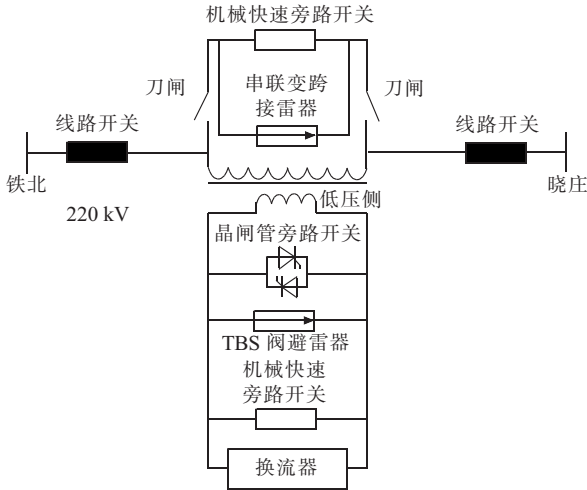 机械快速旁路开关
串联变跨
接雷器
刀闸
刀闸
线路开关
线路开关
铁北
晓庄
220 kV
低压侧
晶闸管旁路开关
TBS 阀避雷器
机械快速
旁路开关
换流器